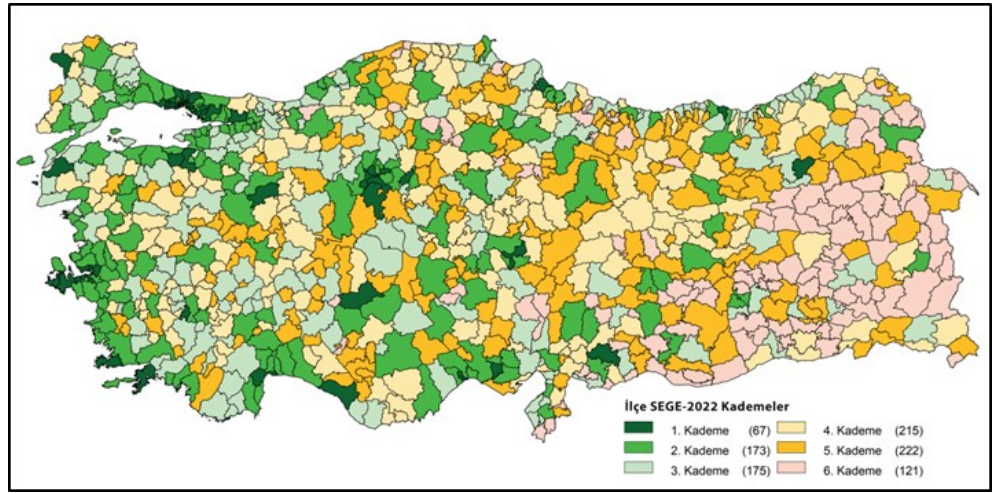 İlçe SEGE-2022 Kademeler
1. Kademe (67)
2. Kademe (173)
3. Kademe (175)
4. Kademe (215)
5. Kademe (222)
6. Kademe (121)